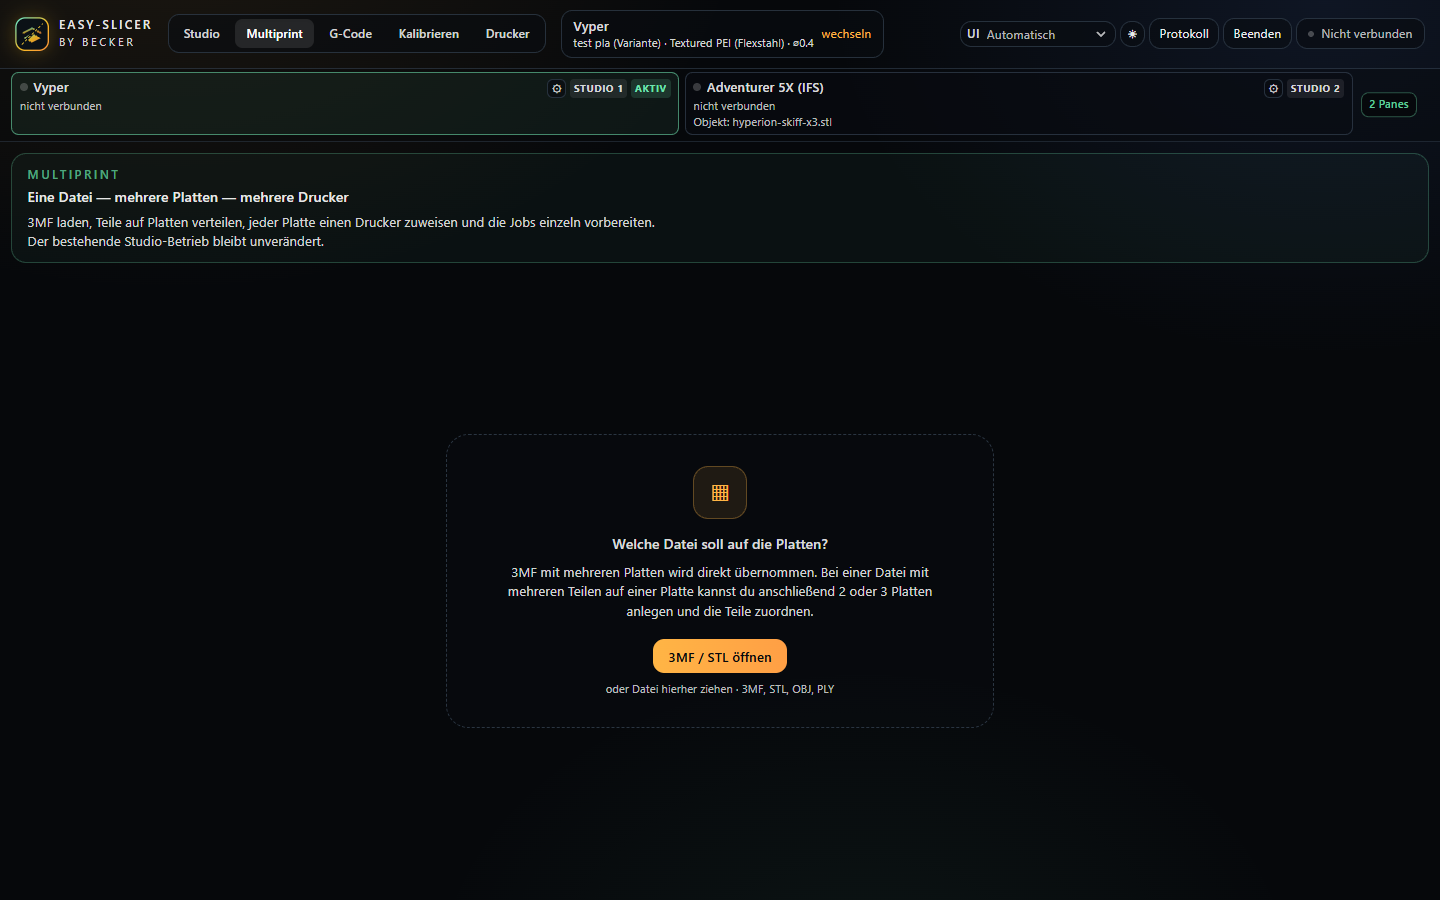 EASY-SLICER
BY BECKER
Studio
Multiprint
G-Code
Kalibrieren
Drucker
Vyper
test pla (Variante) · Textured PEI (Flexstahl) · ⌀0.4
wechseln
UI Automatisch
Protokoll
Beenden
Nicht verbunden
Vyper
STUDIO 1 AKTIV
nicht verbunden
Adventurer 5X (IFS)
STUDIO 2
nicht verbunden
Objekt: hyperion-skiff-x3.stl
2 Panes
MULTIPRINT
Eine Datei — mehrere Platten — mehrere Drucker
3MF laden, Teile auf Platten verteilen, jeder Platte einen Drucker zuweisen und die Jobs einzeln vorbereiten.
Der bestehende Studio-Betrieb bleibt unverändert.
Welche Datei soll auf die Platten?
3MF mit mehreren Platten wird direkt übernommen. Bei einer Datei mit
mehreren Teilen auf einer Platte kannst du anschließend 2 oder 3 Platten
anlegen und die Teile zuordnen.
3MF / STL öffnen
oder Datei hierher ziehen · 3MF, STL, OBJ, PLY